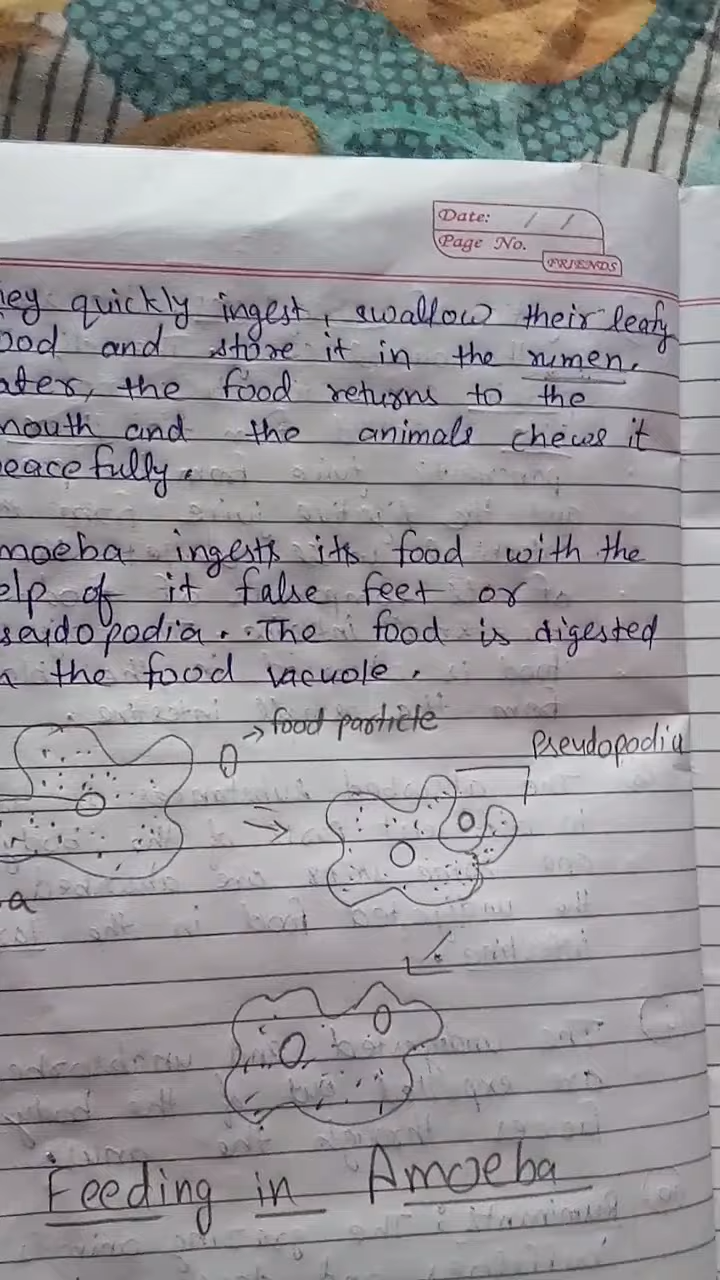 Date: / /
Page No.
FRIENDS
hey quickly ingest, swallow their leafy
ood and store it in the rumen.
ater, the food returns to the
mouth and the animals chews it
eacefully.
moeba ingests its food with the
elp of it false feet or
seudopodia. The food is digested
the food vacuole.
food particle
Pseudopodia
a
Feeding in Amoeba